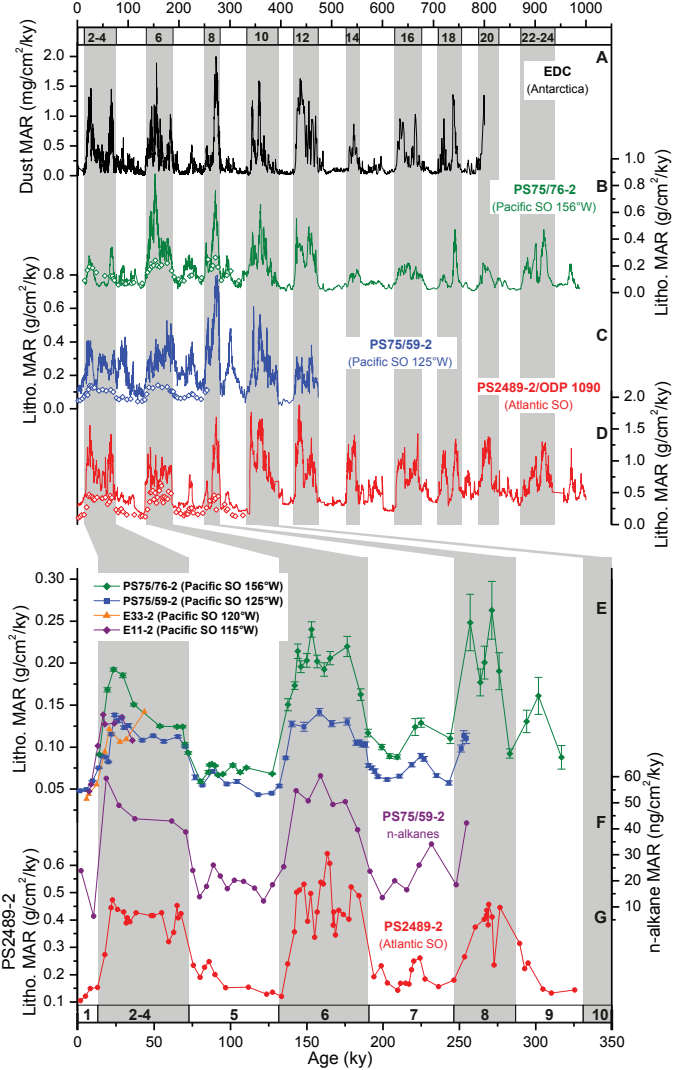 0 100 200 300 400 500 600 700 800 900 1000
2-4 6 8 10 12 14 16 18 20 22-24
A
EDC
(Antarctica)
Dust MAR (mg/cm²/ky)
2.0
1.5
1.0
0.5
0.0
B
PS75/76-2
(Pacific SO 156°W)
Litho. MAR (g/cm²/ky)
1.0
0.8
0.6
0.4
0.2
0.0
C
PS75/59-2
(Pacific SO 125°W)
Litho. MAR (g/cm²/ky)
0.8
0.6
0.4
0.2
0.0
D
PS2489-2/ODP 1090
(Atlantic SO)
Litho. MAR (g/cm²/ky)
2.0
1.5
1.0
0.5
0.0
E
PS75/76-2 (Pacific SO 156°W)
PS75/59-2 (Pacific SO 125°W)
E33-2 (Pacific SO 120°W)
E11-2 (Pacific SO 115°W)
Litho. MAR (g/cm²/ky)
0.30
0.25
0.20
0.15
0.10
0.05
F
PS75/59-2
n-alkanes
n-alkane MAR (ng/cm²/ky)
60
50
40
30
20
10
G
PS2489-2
(Atlantic SO)
PS2489-2
Litho. MAR (g/cm²/ky)
0.6
0.5
0.4
0.3
0.2
0.1
1 2-4 5 6 7 8 9 10
0 50 100 150 200 250 300 350
Age (ky)